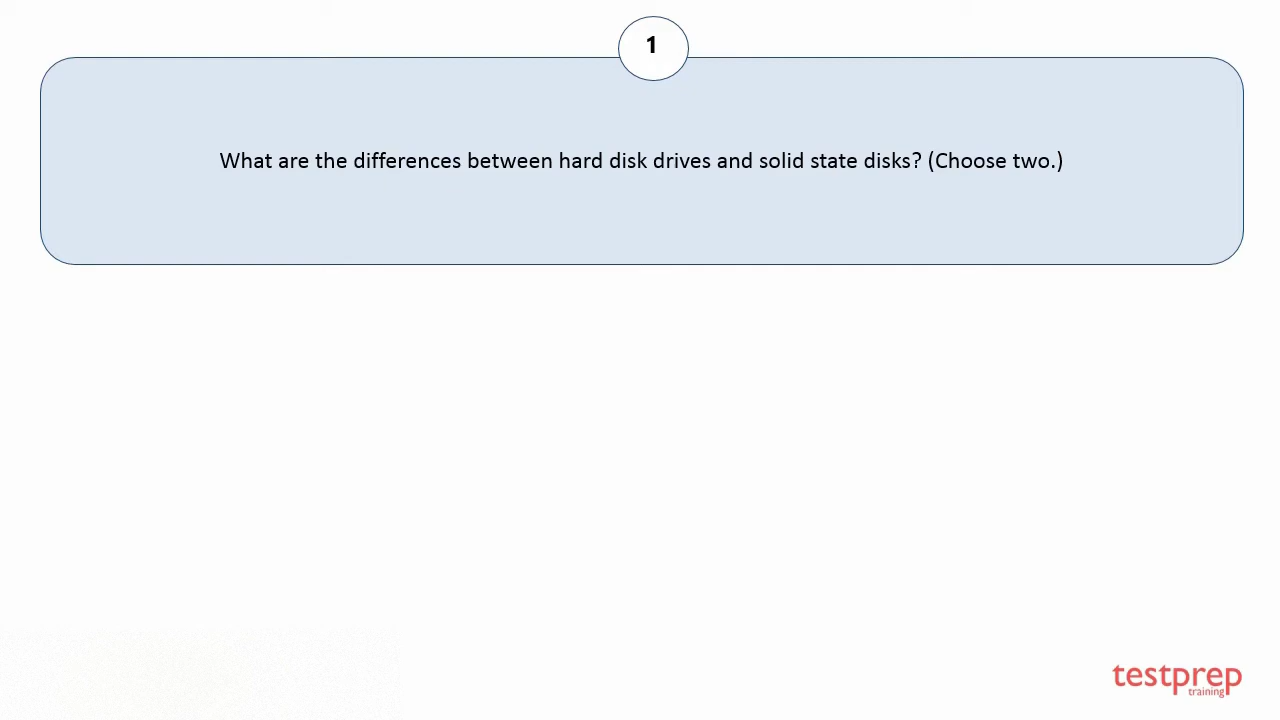 1
What are the differences between hard disk drives and solid state disks? (Choose two.)
testprep
training